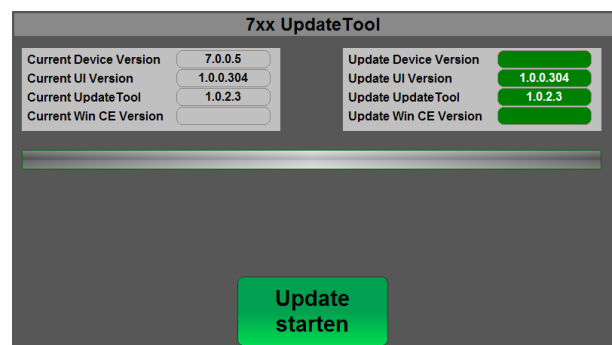 7xx UpdateTool
Current Device Version 7.0.0.5
Current UI Version 1.0.0.304
Current UpdateTool 1.0.2.3
Current Win CE Version
Update Device Version
Update UI Version 1.0.0.304
Update UpdateTool 1.0.2.3
Update Win CE Version
Update
starten